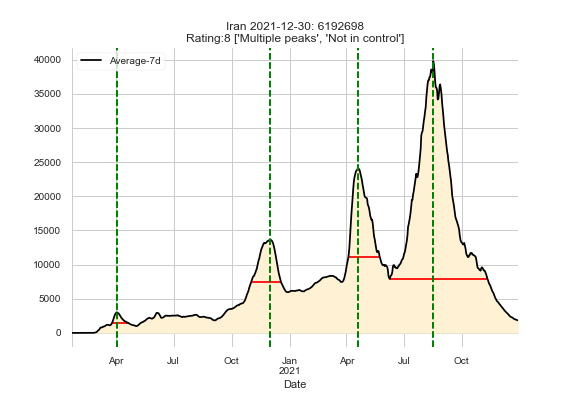 Iran 2021-12-30: 6192698
Rating:8 ['Multiple peaks', 'Not in control']
Average-7d
40000
35000
30000
25000
20000
15000
10000
5000
0
Apr Jul Oct Jan Apr Jul Oct
2021
Date